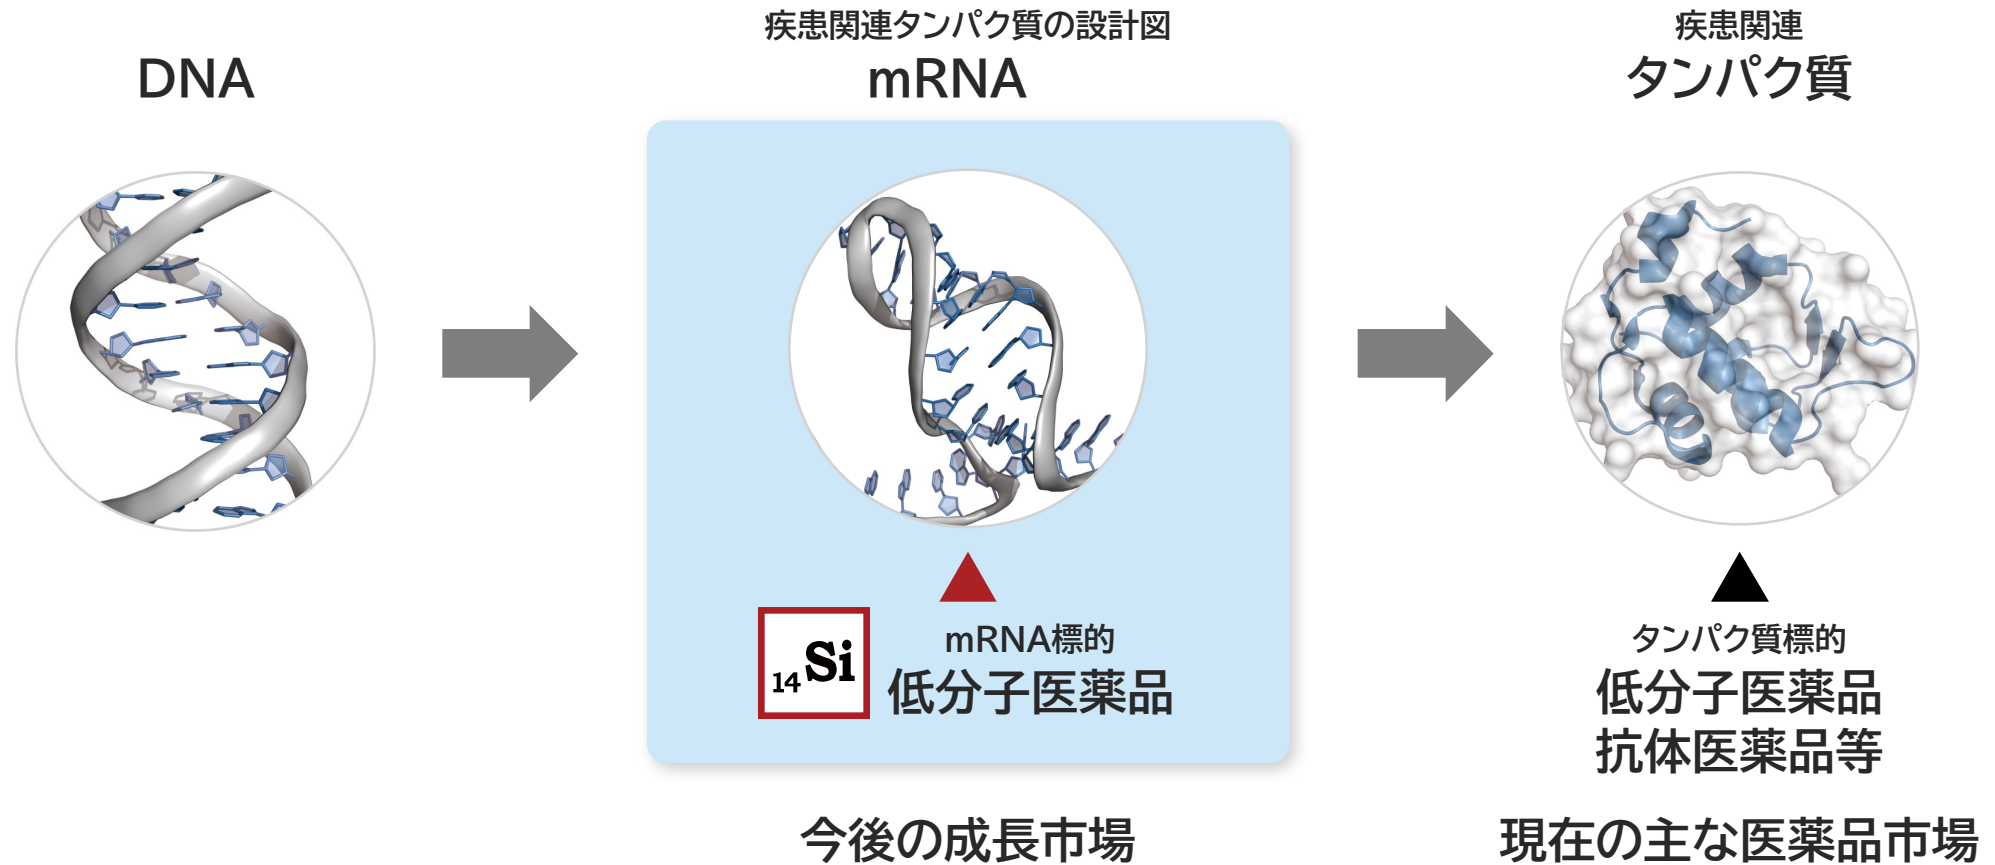 DNA
疾患関連タンパク質の設計図
mRNA
疾患関連
タンパク質
14Si
mRNA標的
低分子医薬品
タンパク質標的
低分子医薬品
抗体医薬品等
今後の成長市場
現在の主な医薬品市場